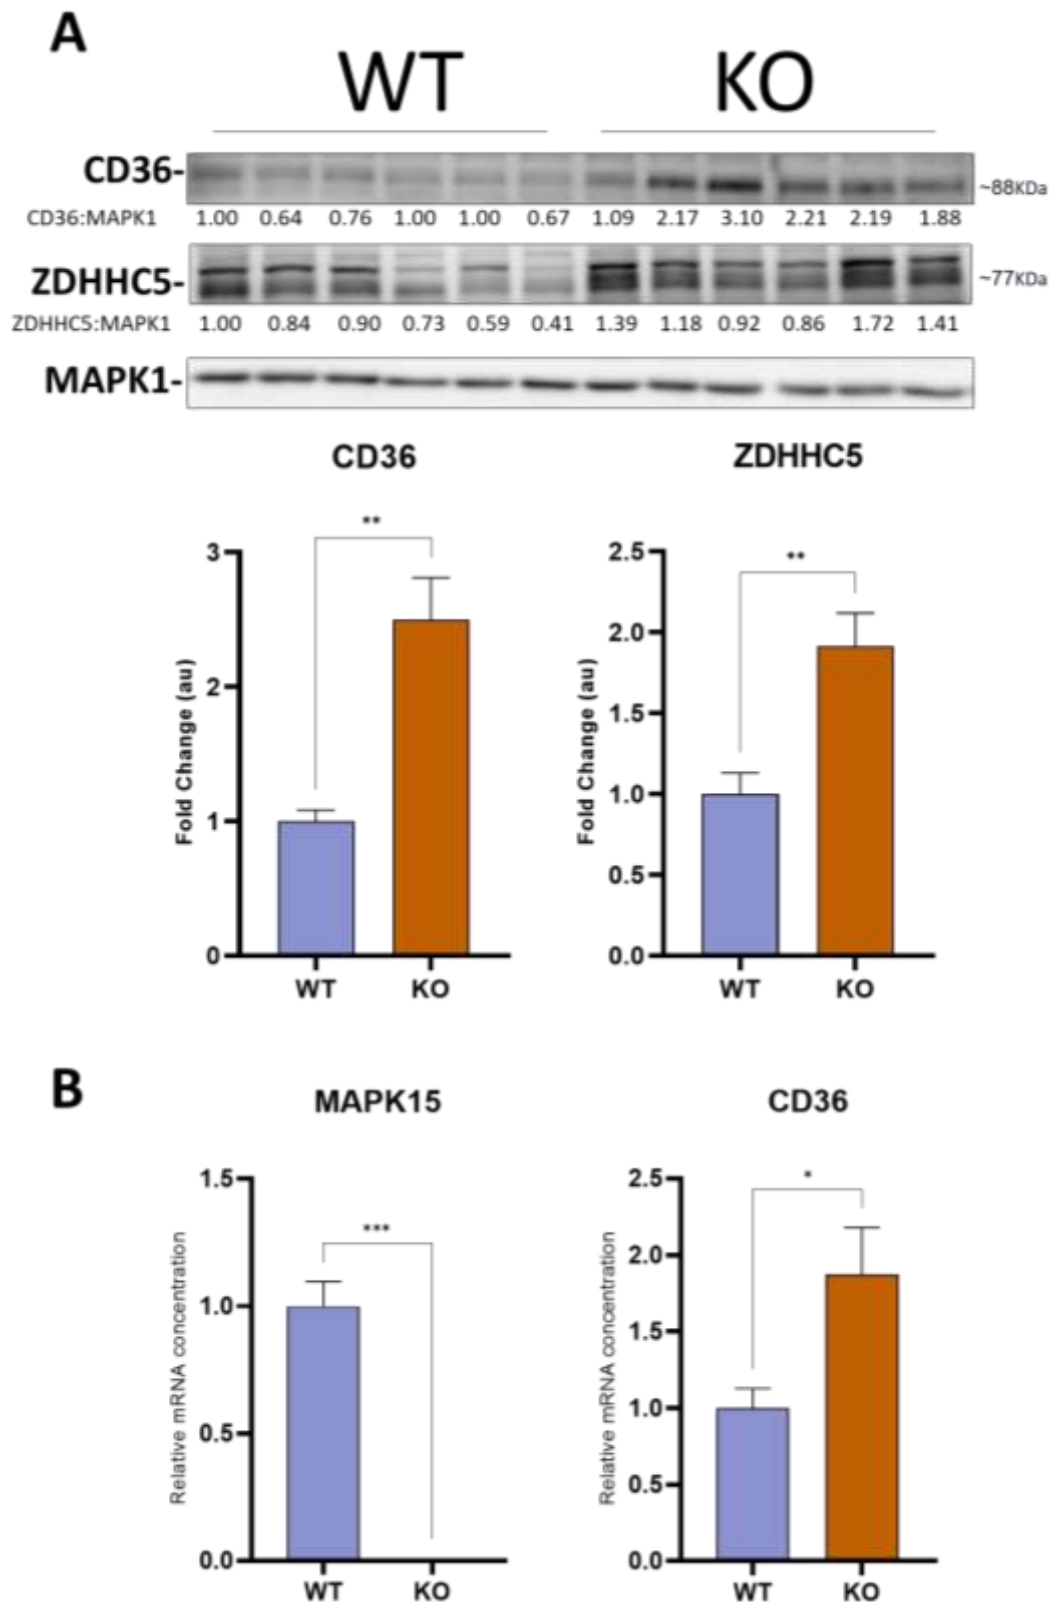 A
WT KO
CD36- ~88KDa
CD36:MAPK1 1.00 0.64 0.76 1.00 1.00 0.67 1.09 2.17 3.10 2.21 2.19 1.88
ZDHHC5- ~77KDa
ZDHHC5:MAPK1 1.00 0.84 0.90 0.73 0.59 0.41 1.39 1.18 0.92 0.86 1.72 1.41
MAPK1-
CD36
**
3
2
1
0
Fold Change (au)
WT KO
ZDHHC5
**
2.5
2.0
1.5
1.0
0.5
0.0
Fold Change (au)
WT KO
B
MAPK15
***
1.5
1.0
0.5
0.0
Relative mRNA concentration
WT KO
CD36
*
2.5
2.0
1.5
1.0
0.5
0.0
Relative mRNA concentration
WT KO